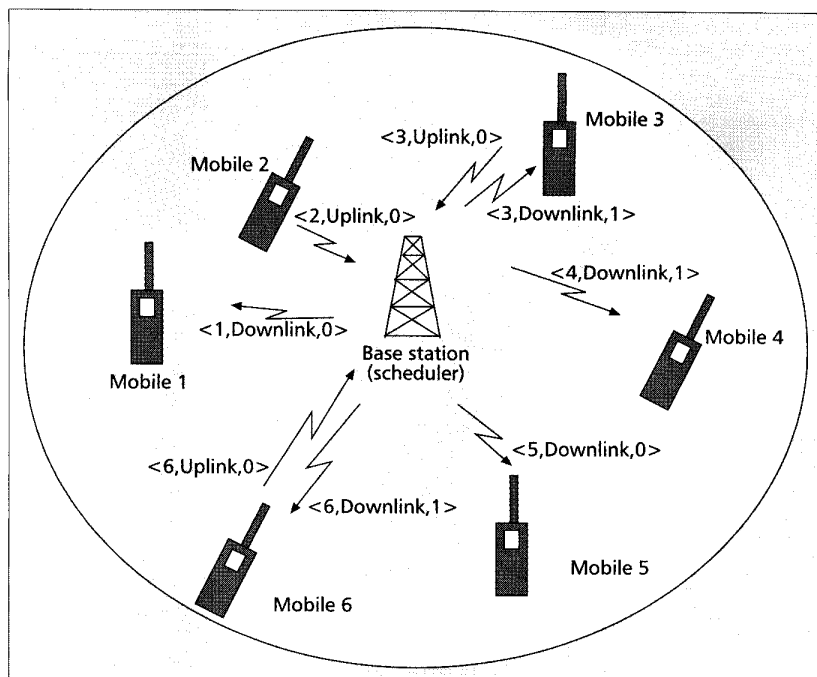 Mobile 3
<3,Uplink,0>
Mobile 2
<2,Uplink,0>
<3,Downlink,1>
<4,Downlink,1>
<1,Downlink,0>
Mobile 4
Base station
(scheduler)
Mobile 1
<5,Downlink,0>
<6,Uplink,0>
<6,Downlink,1>
Mobile 5
Mobile 6